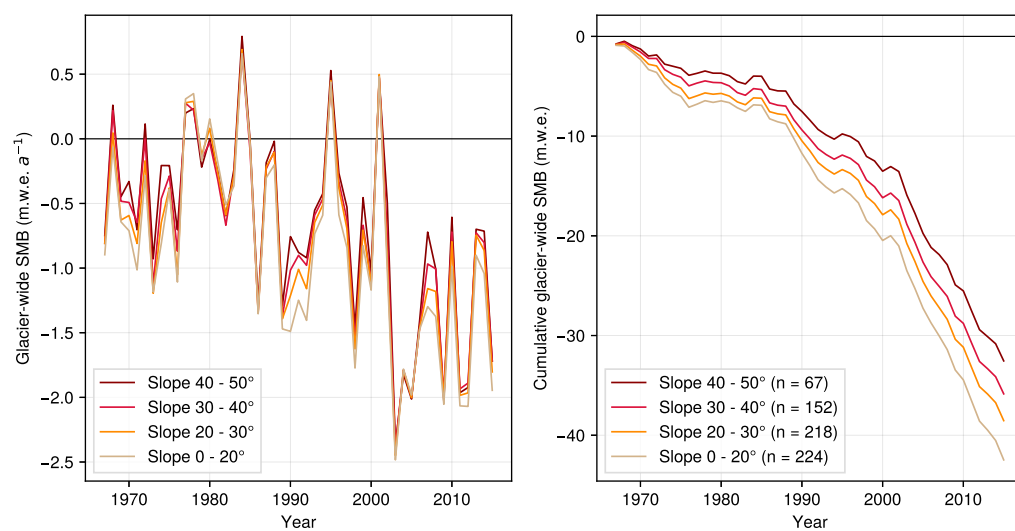 Glacier-wide SMB (m.w.e. a⁻¹)
0.5
0.0
−0.5
−1.0
−1.5
−2.0
−2.5
Slope 40 - 50°
Slope 30 - 40°
Slope 20 - 30°
Slope 0 - 20°
1970 1980 1990 2000 2010
Year
Cumulative glacier-wide SMB (m.w.e.)
0
−10
−20
−30
−40
Slope 40 - 50° (n = 67)
Slope 30 - 40° (n = 152)
Slope 20 - 30° (n = 218)
Slope 0 - 20° (n = 224)
1970 1980 1990 2000 2010
Year